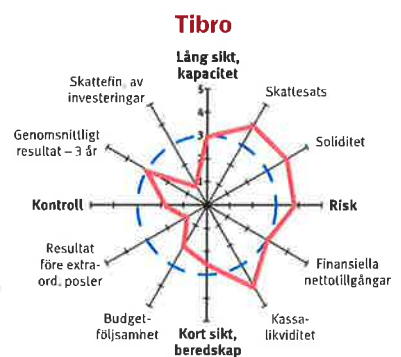 Tibro
Lång sikt,
kapacitet
Skattefin. av
investeringar
Skattesats
Genomsnittligt
resultat – 3 år
Soliditet
5
4
3
2
1
Kontroll
Risk
Resultat
före extra-
ord. poster
Finansiella
nettotillgångar
Budget-
följsamhet
Kassa-
likviditet
Kort sikt,
beredskap